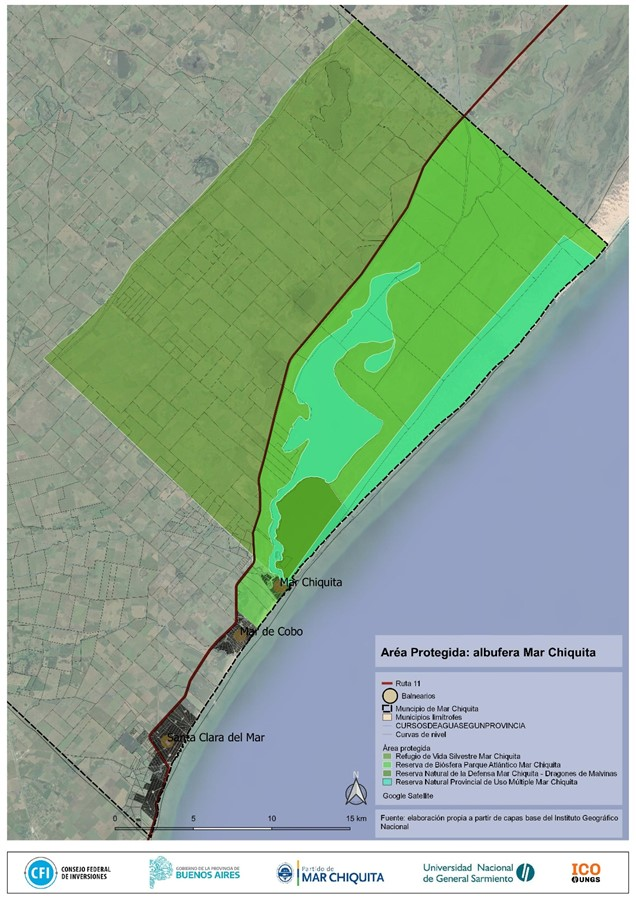 Mar Chiquita
Mar de Cobo
Santa Clara del Mar
Aréa Protegida: albufera Mar Chiquita
Ruta 11
Balnearios
Muncipio de Mar Chiquita
Municipios limítrofes
CURSOSDEAGUASEGUNPROVINCIA
Curvas de nivel
Área protegida
Refugio de Vida Silvestre Mar Chiquita
Reserva de Biósfera Parque Atlántico Mar Chiquita
Reserva Natural de la Defensa Mar Chiquita - Dragones de Malvinas
Reserva Natural Provincial de Uso Múltiple Mar Chiquita
Google Satellite
Fuente: elaboración propia a partir de capas base del Instituto Geográfico
Nacional
N
0 5 10 15 km
CFI
CONSEJO FEDERAL
DE INVERSIONES
GOBIERNO DE LA PROVINCIA DE
BUENOS AIRES
Partido de
MAR CHIQUITA
Universidad Nacional
de General Sarmiento
ICO
UNGS